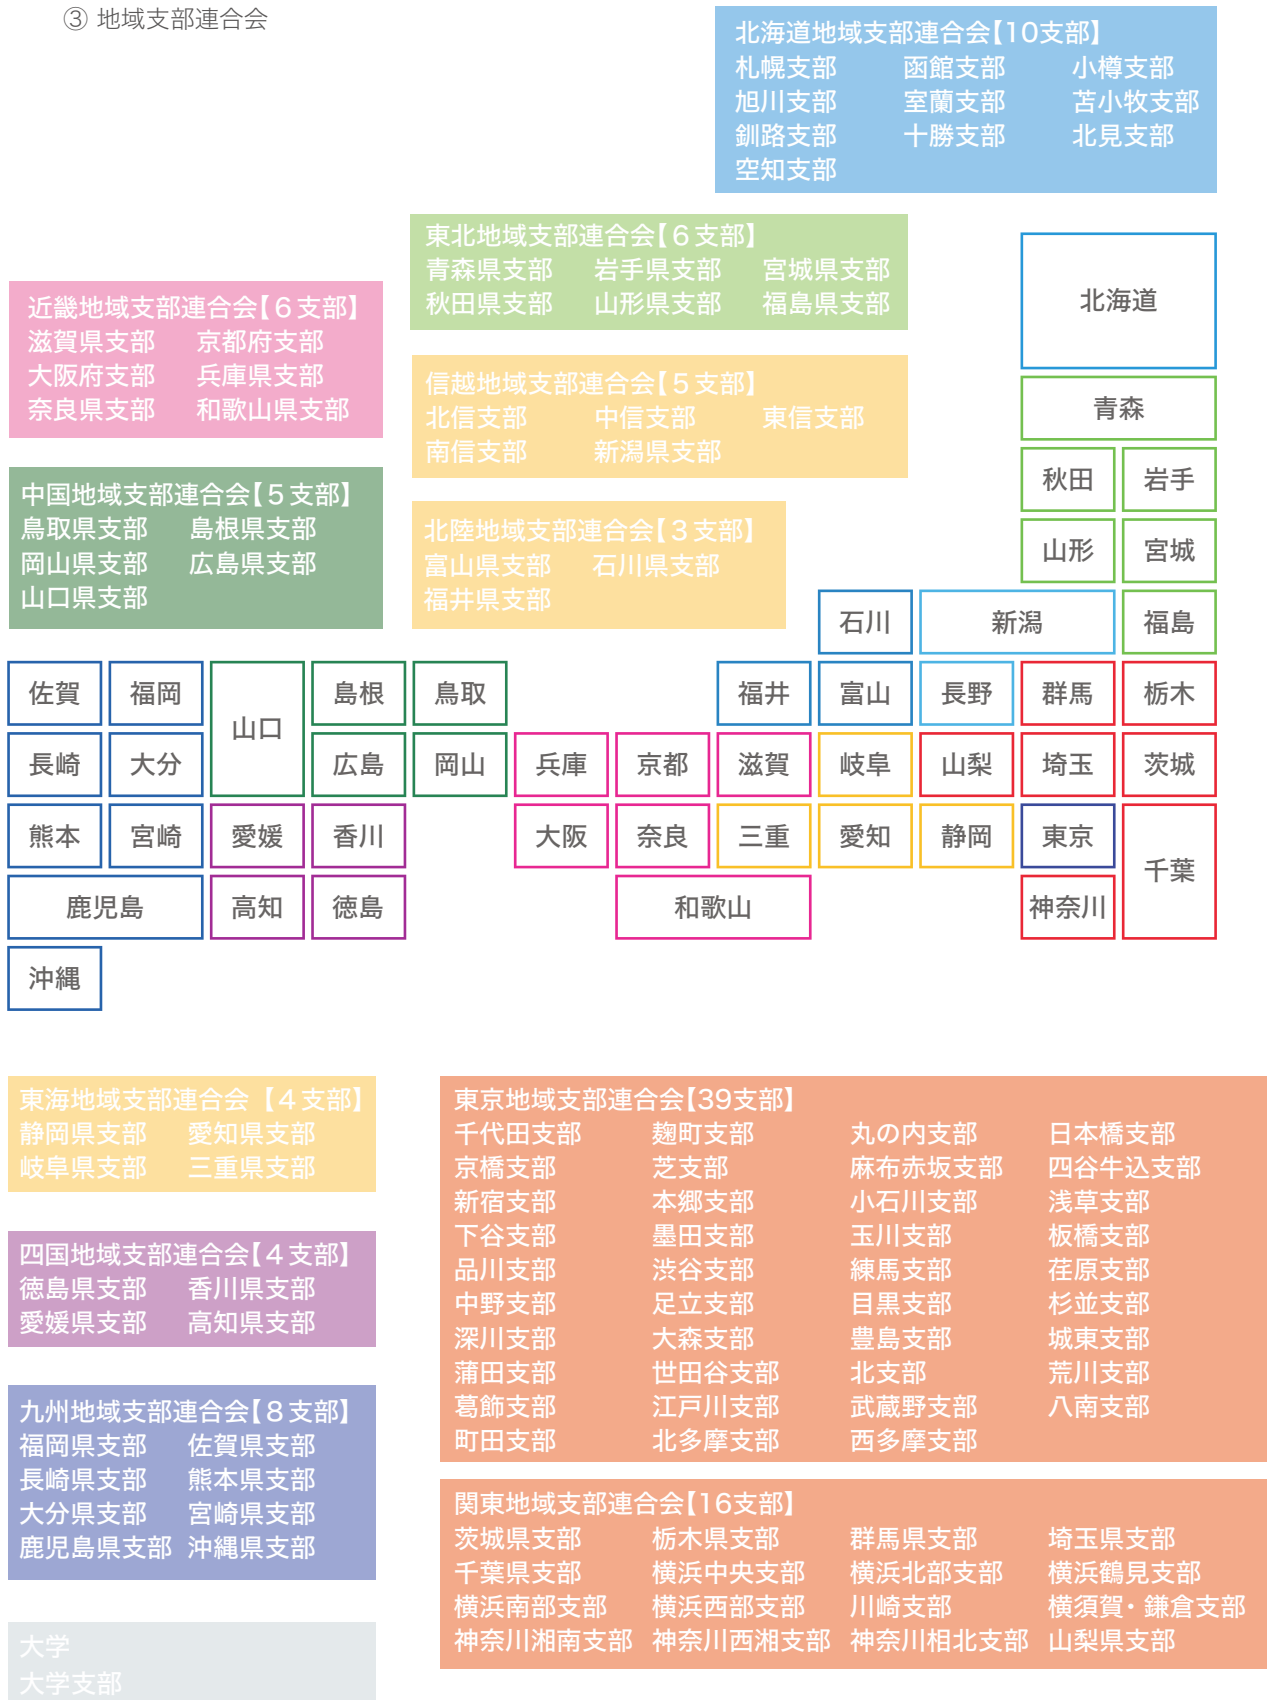 ③ 地域支部連合会
北海道地域支部連合会【10支部】
札幌支部 函館支部 小樽支部
旭川支部 室蘭支部 苫小牧支部
釧路支部 十勝支部 北見支部
空知支部
東北地域支部連合会【６支部】
青森県支部 岩手県支部 宮城県支部
秋田県支部 山形県支部 福島県支部
近畿地域支部連合会【６支部】
滋賀県支部 京都府支部
大阪府支部 兵庫県支部
奈良県支部 和歌山県支部
信越地域支部連合会【５支部】
北信支部 中信支部 東信支部
南信支部 新潟県支部
中国地域支部連合会【５支部】
鳥取県支部 島根県支部
岡山県支部 広島県支部
山口県支部
北陸地域支部連合会【３支部】
富山県支部 石川県支部
福井県支部
北海道
青森
秋田 岩手
山形 宮城
石川 新潟 福島
佐賀 福岡 山口 島根 鳥取 福井 富山 長野 群馬 栃木
長崎 大分 広島 岡山 兵庫 京都 滋賀 岐阜 山梨 埼玉 茨城
熊本 宮崎 愛媛 香川 大阪 奈良 三重 愛知 静岡 東京 千葉
鹿児島 高知 徳島 和歌山 神奈川
沖縄
東海地域支部連合会【４支部】
静岡県支部 愛知県支部
岐阜県支部 三重県支部
四国地域支部連合会【４支部】
徳島県支部 香川県支部
愛媛県支部 高知県支部
九州地域支部連合会【８支部】
福岡県支部 佐賀県支部
長崎県支部 熊本県支部
大分県支部 宮崎県支部
鹿児島県支部 沖縄県支部
大学
大学支部
東京地域支部連合会【39支部】
千代田支部 麹町支部 丸の内支部 日本橋支部
京橋支部 芝支部 麻布赤坂支部 四谷牛込支部
新宿支部 本郷支部 小石川支部 浅草支部
下谷支部 墨田支部 玉川支部 板橋支部
品川支部 渋谷支部 練馬支部 荏原支部
中野支部 足立支部 目黒支部 杉並支部
深川支部 大森支部 豊島支部 城東支部
蒲田支部 世田谷支部 北支部 荒川支部
葛飾支部 江戸川支部 武蔵野支部 八南支部
町田支部 北多摩支部 西多摩支部
関東地域支部連合会【16支部】
茨城県支部 栃木県支部 群馬県支部 埼玉県支部
千葉県支部 横浜中央支部 横浜北部支部 横浜鶴見支部
横浜南部支部 横浜西部支部 川崎支部 横須賀・鎌倉支部
神奈川湘南支部 神奈川西湘支部 神奈川相北支部 山梨県支部